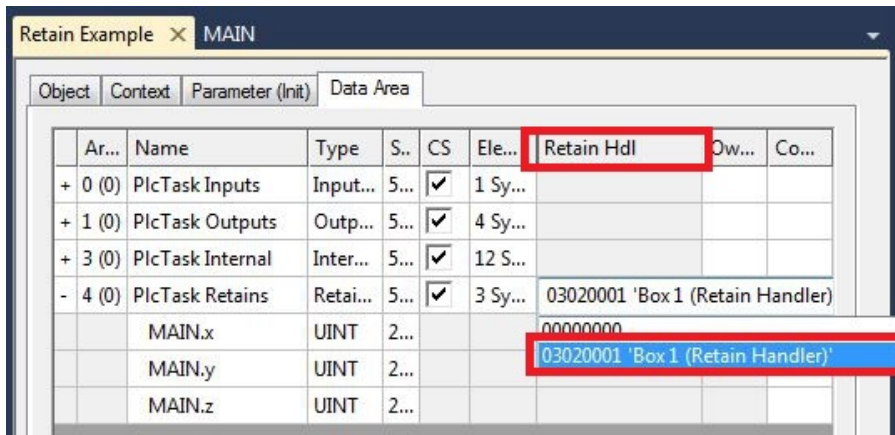 Retain Example MAIN
Object Context Parameter (Init) Data Area
Ar... Name Type S.. CS Ele... Retain Hdl Ow... Co...
+ 0 (0) PlcTask Inputs Input... 5... 1 Sy...
+ 1 (0) PlcTask Outputs Outp... 5... 4 Sy...
+ 3 (0) PlcTask Internal Inter... 5... 12 S...
- 4 (0) PlcTask Retains Retai... 5... 3 Sy... 03020001 'Box 1 (Retain Handler)
MAIN.x UINT 2... 00000000
03020001 'Box 1 (Retain Handler)'
MAIN.y UINT 2...
MAIN.z UINT 2...